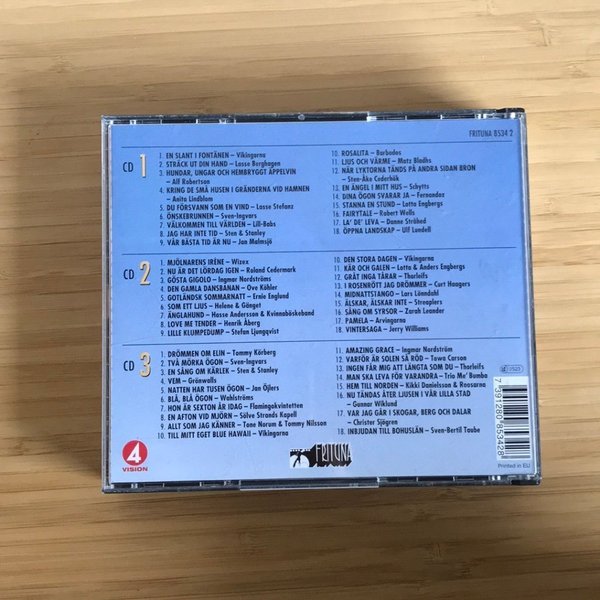 FRITUNA 8534 2
CD 1
1. EN SLANT I FONTÄNEN – Vikingarna
2. STRÄCK UT DIN HAND – Lasse Berghagen
3. HUNDAR, UNGAR OCH HEMBRYGGT ÄPPELVIN
– Alf Robertson
4. KRING DE SMÅ HUSEN I GRÄNDERNA VID HAMNEN
– Anita Lindblom
5. DU FÖRSVANN SOM EN VIND – Lasse Stefanz
6. ÖNSKEBRUNNEN – Sven-Ingvars
7. VÄLKOMMEN TILL VÄRLDEN – Lill-Babs
8. JAG HAR INTE TID – Sten & Stanley
9. VÅR BÄSTA TID ÄR NU – Jan Malmsjö
10. ROSALITA – Barbados
11. LJUS OCH VÄRME – Matz Bladhs
12. NÄR LYKTORNA TÄNDS PÅ ANDRA SIDAN BRON
– Sten-Åke Cederhök
13. EN ÄNGEL I MITT HUS – Schytts
14. DINA ÖGON SVARAR JA – Fernandoz
15. STANNA EN STUND – Lotta Engbergs
16. FAIRYTALE – Robert Wells
17. LA' DE' LEVA – Danne Stråhed
18. ÖPPNA LANDSKAP – Ulf Lundell
CD 2
1. MJÖLNARENS IRÉNE – Wizex
2. NU ÄR DET LÖRDAG IGEN – Roland Cedermark
3. GÖSTA GIGOLO – Ingmar Nordströms
4. DEN GAMLA DANSBANAN – Ove Köhler
5. GOTLÄNDSK SOMMARNATT – Ernie Englund
6. SOM ETT LJUS – Helene & Gänget
7. ÄNGLAHUND – Hasse Andersson & Kvinnaböskeband
8. LOVE ME TENDER – Henrik Åberg
9. LILLE KLUMPEDUMP – Stefan Ljungqvist
10. DEN STORA DAGEN – Vikingarna
11. KÄR OCH GALEN – Lotta & Anders Engbergs
12. GRÅT INGA TÅRAR – Thorleifs
13. I ROSENRÖTT JAG DRÖMMER – Curt Haagers
14. MIDNATTSTANGO – Lars Lönndahl
15. ÄLSKAR, ÄLSKAR INTE – Streaplers
16. SÅNG OM SYRSOR – Zarah Leander
17. PAMELA – Arvingarna
18. VINTERSAGA – Jerry Williams
CD 3
1. DRÖMMEN OM ELIN – Tommy Körberg
2. TVÅ MÖRKA ÖGON – Sven-Ingvars
3. EN SÅNG OM KÄRLEK – Sten & Stanley
4. VEM – Grönwalls
5. NATTEN HAR TUSEN ÖGON – Jan Öjlers
6. BLÅ, BLÅ ÖGON – Wahlströms
7. HON ÄR SEXTON ÅR IDAG – Flamingokvintetten
8. EN AFTON VID MJÖRN – Sölve Strands Kapell
9. ALLT SOM JAG KÄNNER – Tone Norum & Tommy Nilsson
10. TILL MITT EGET BLUE HAWAII – Vikingarna
11. AMAZING GRACE – Ingmar Nordström
12. VARFÖR ÄR SOLEN SÅ RÖD – Towa Carson
13. INGEN FÅR MIG ATT LÄNGTA SOM DU – Thorleifs
14. MAN SKA LEVA FÖR VARANDRA – Trio Me' Bumba
15. HEM TILL NORDEN – Kikki Danielsson & Roosarna
16. NU TÄNDAS ÅTER LJUSEN I VÅR LILLA STAD
– Gunnar Wiklund
17. VAR JAG GÅR I SKOGAR, BERG OCH DALAR
– Christer Sjögren
18. INBJUDAN TILL BOHUSLÄN – Sven-Bertil Taube
4
VISION
FRITUNA
7 391280 853428
Printed in EU